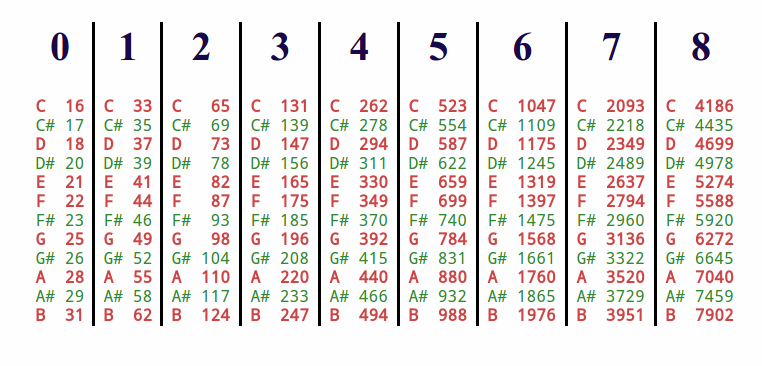 0 1 2 3 4 5 6 7 8
C 16 C 33 C 65 C 131 C 262 C 523 C 1047 C 2093 C 4186
C# 17 C# 35 C# 69 C# 139 C# 278 C# 554 C# 1109 C# 2218 C# 4435
D 18 D 37 D 73 D 147 D 294 D 587 D 1175 D 2349 D 4699
D# 20 D# 39 D# 78 D# 156 D# 311 D# 622 D# 1245 D# 2489 D# 4978
E 21 E 41 E 82 E 165 E 330 E 659 E 1319 E 2637 E 5274
F 22 F 44 F 87 F 175 F 349 F 699 F 1397 F 2794 F 5588
F# 23 F# 46 F# 93 F# 185 F# 370 F# 740 F# 1475 F# 2960 F# 5920
G 25 G 49 G 98 G 196 G 392 G 784 G 1568 G 3136 G 6272
G# 26 G# 52 G# 104 G# 208 G# 415 G# 831 G# 1661 G# 3322 G# 6645
A 28 A 55 A 110 A 220 A 440 A 880 A 1760 A 3520 A 7040
A# 29 A# 58 A# 117 A# 233 A# 466 A# 932 A# 1865 A# 3729 A# 7459
B 31 B 62 B 124 B 247 B 494 B 988 B 1976 B 3951 B 7902